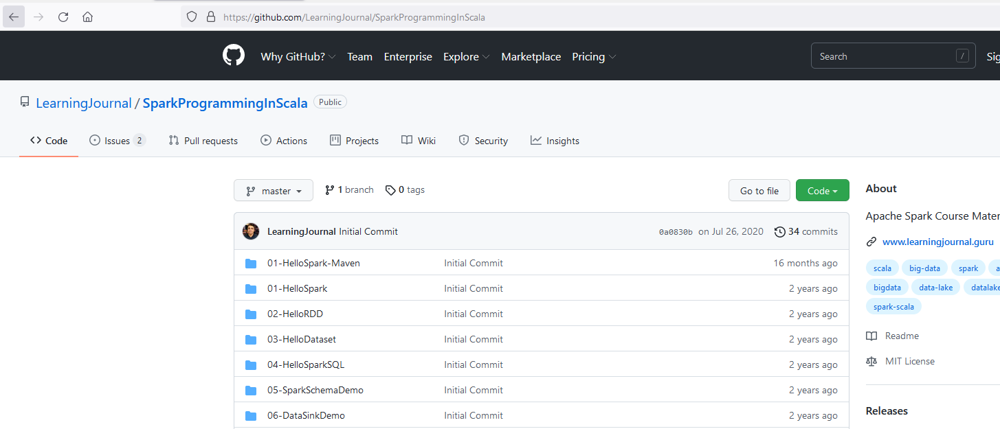 https://github.com/LearningJournal/SparkProgrammingInScala
Why GitHub? Team Enterprise Explore Marketplace Pricing Search / Sig
LearningJournal / SparkProgrammingInScala Public
Code Issues 2 Pull requests Actions Projects Wiki Security Insights
master 1 branch 0 tags Go to file Code
LearningJournal Initial Commit 0a0830b on Jul 26, 2020 34 commits
01-HelloSpark-Maven Initial Commit 16 months ago
01-HelloSpark Initial Commit 2 years ago
02-HelloRDD Initial Commit 2 years ago
03-HelloDataset Initial Commit 2 years ago
04-HelloSparkSQL Initial Commit 2 years ago
05-SparkSchemaDemo Initial Commit 2 years ago
06-DataSinkDemo Initial Commit 2 years ago
About
Apache Spark Course Mater
www.learningjournal.guru
scala big-data spark a
bigdata data-lake datalake
spark-scala
Readme
MIT License
Releases